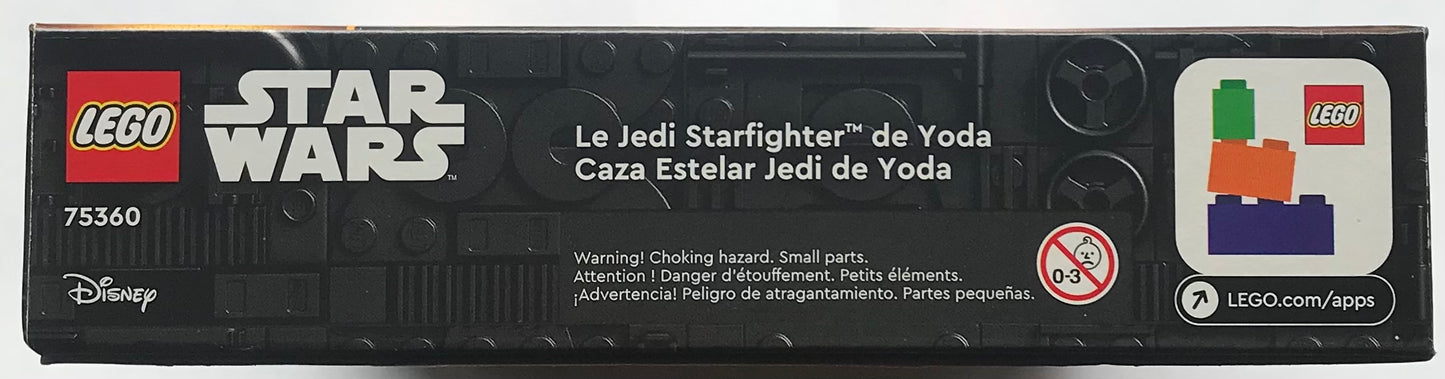 LEGO
STAR
WARS™
75360
Disney
Le Jedi Starfighter™ de Yoda
Caza Estelar Jedi de Yoda
Warning! Choking hazard. Small parts.
Attention ! Danger d'étouffement. Petits éléments.
¡Advertencia! Peligro de atragantamiento. Partes pequeñas.
0-3
LEGO
LEGO.com/apps